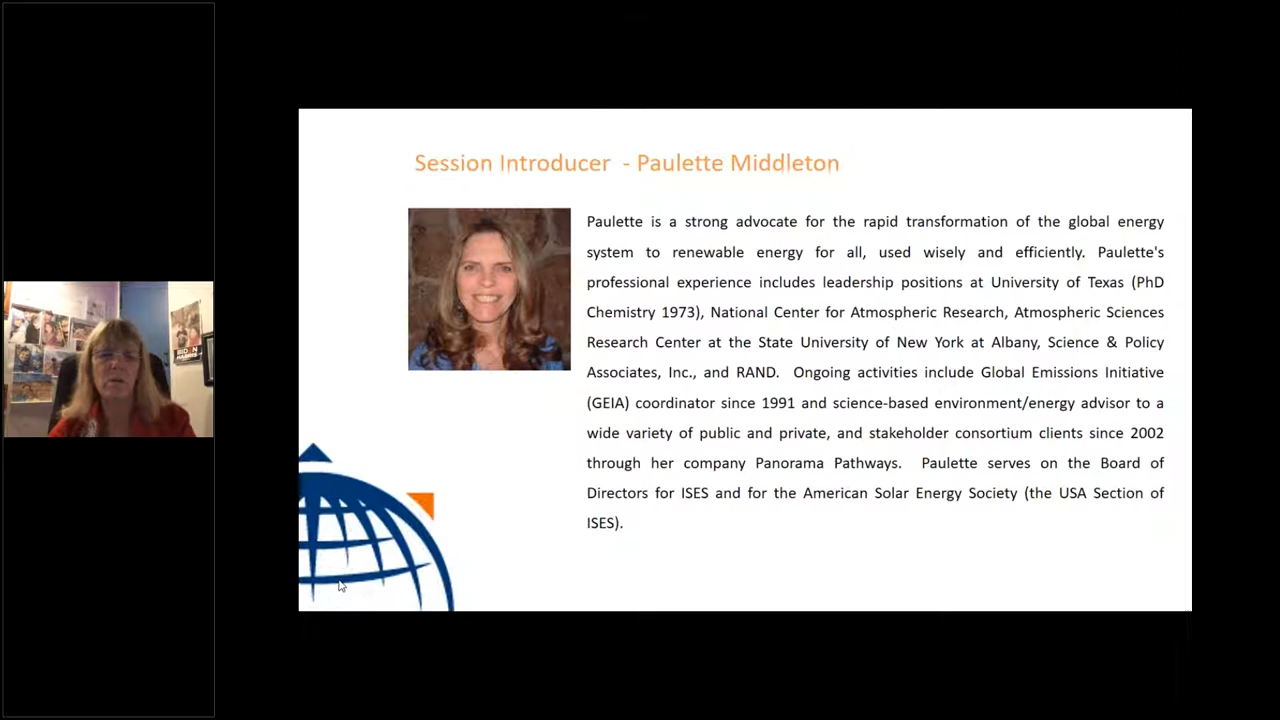 Session Introducer - Paulette Middleton
Paulette is a strong advocate for the rapid transformation of the global energy
system to renewable energy for all, used wisely and efficiently. Paulette's
professional experience includes leadership positions at University of Texas (PhD
Chemistry 1973), National Center for Atmospheric Research, Atmospheric Sciences
Research Center at the State University of New York at Albany, Science & Policy
Associates, Inc., and RAND. Ongoing activities include Global Emissions Initiative
(GEIA) coordinator since 1991 and science-based environment/energy advisor to a
wide variety of public and private, and stakeholder consortium clients since 2002
through her company Panorama Pathways. Paulette serves on the Board of
Directors for ISES and for the American Solar Energy Society (the USA Section of
ISES).
BIDEN
HARRIS